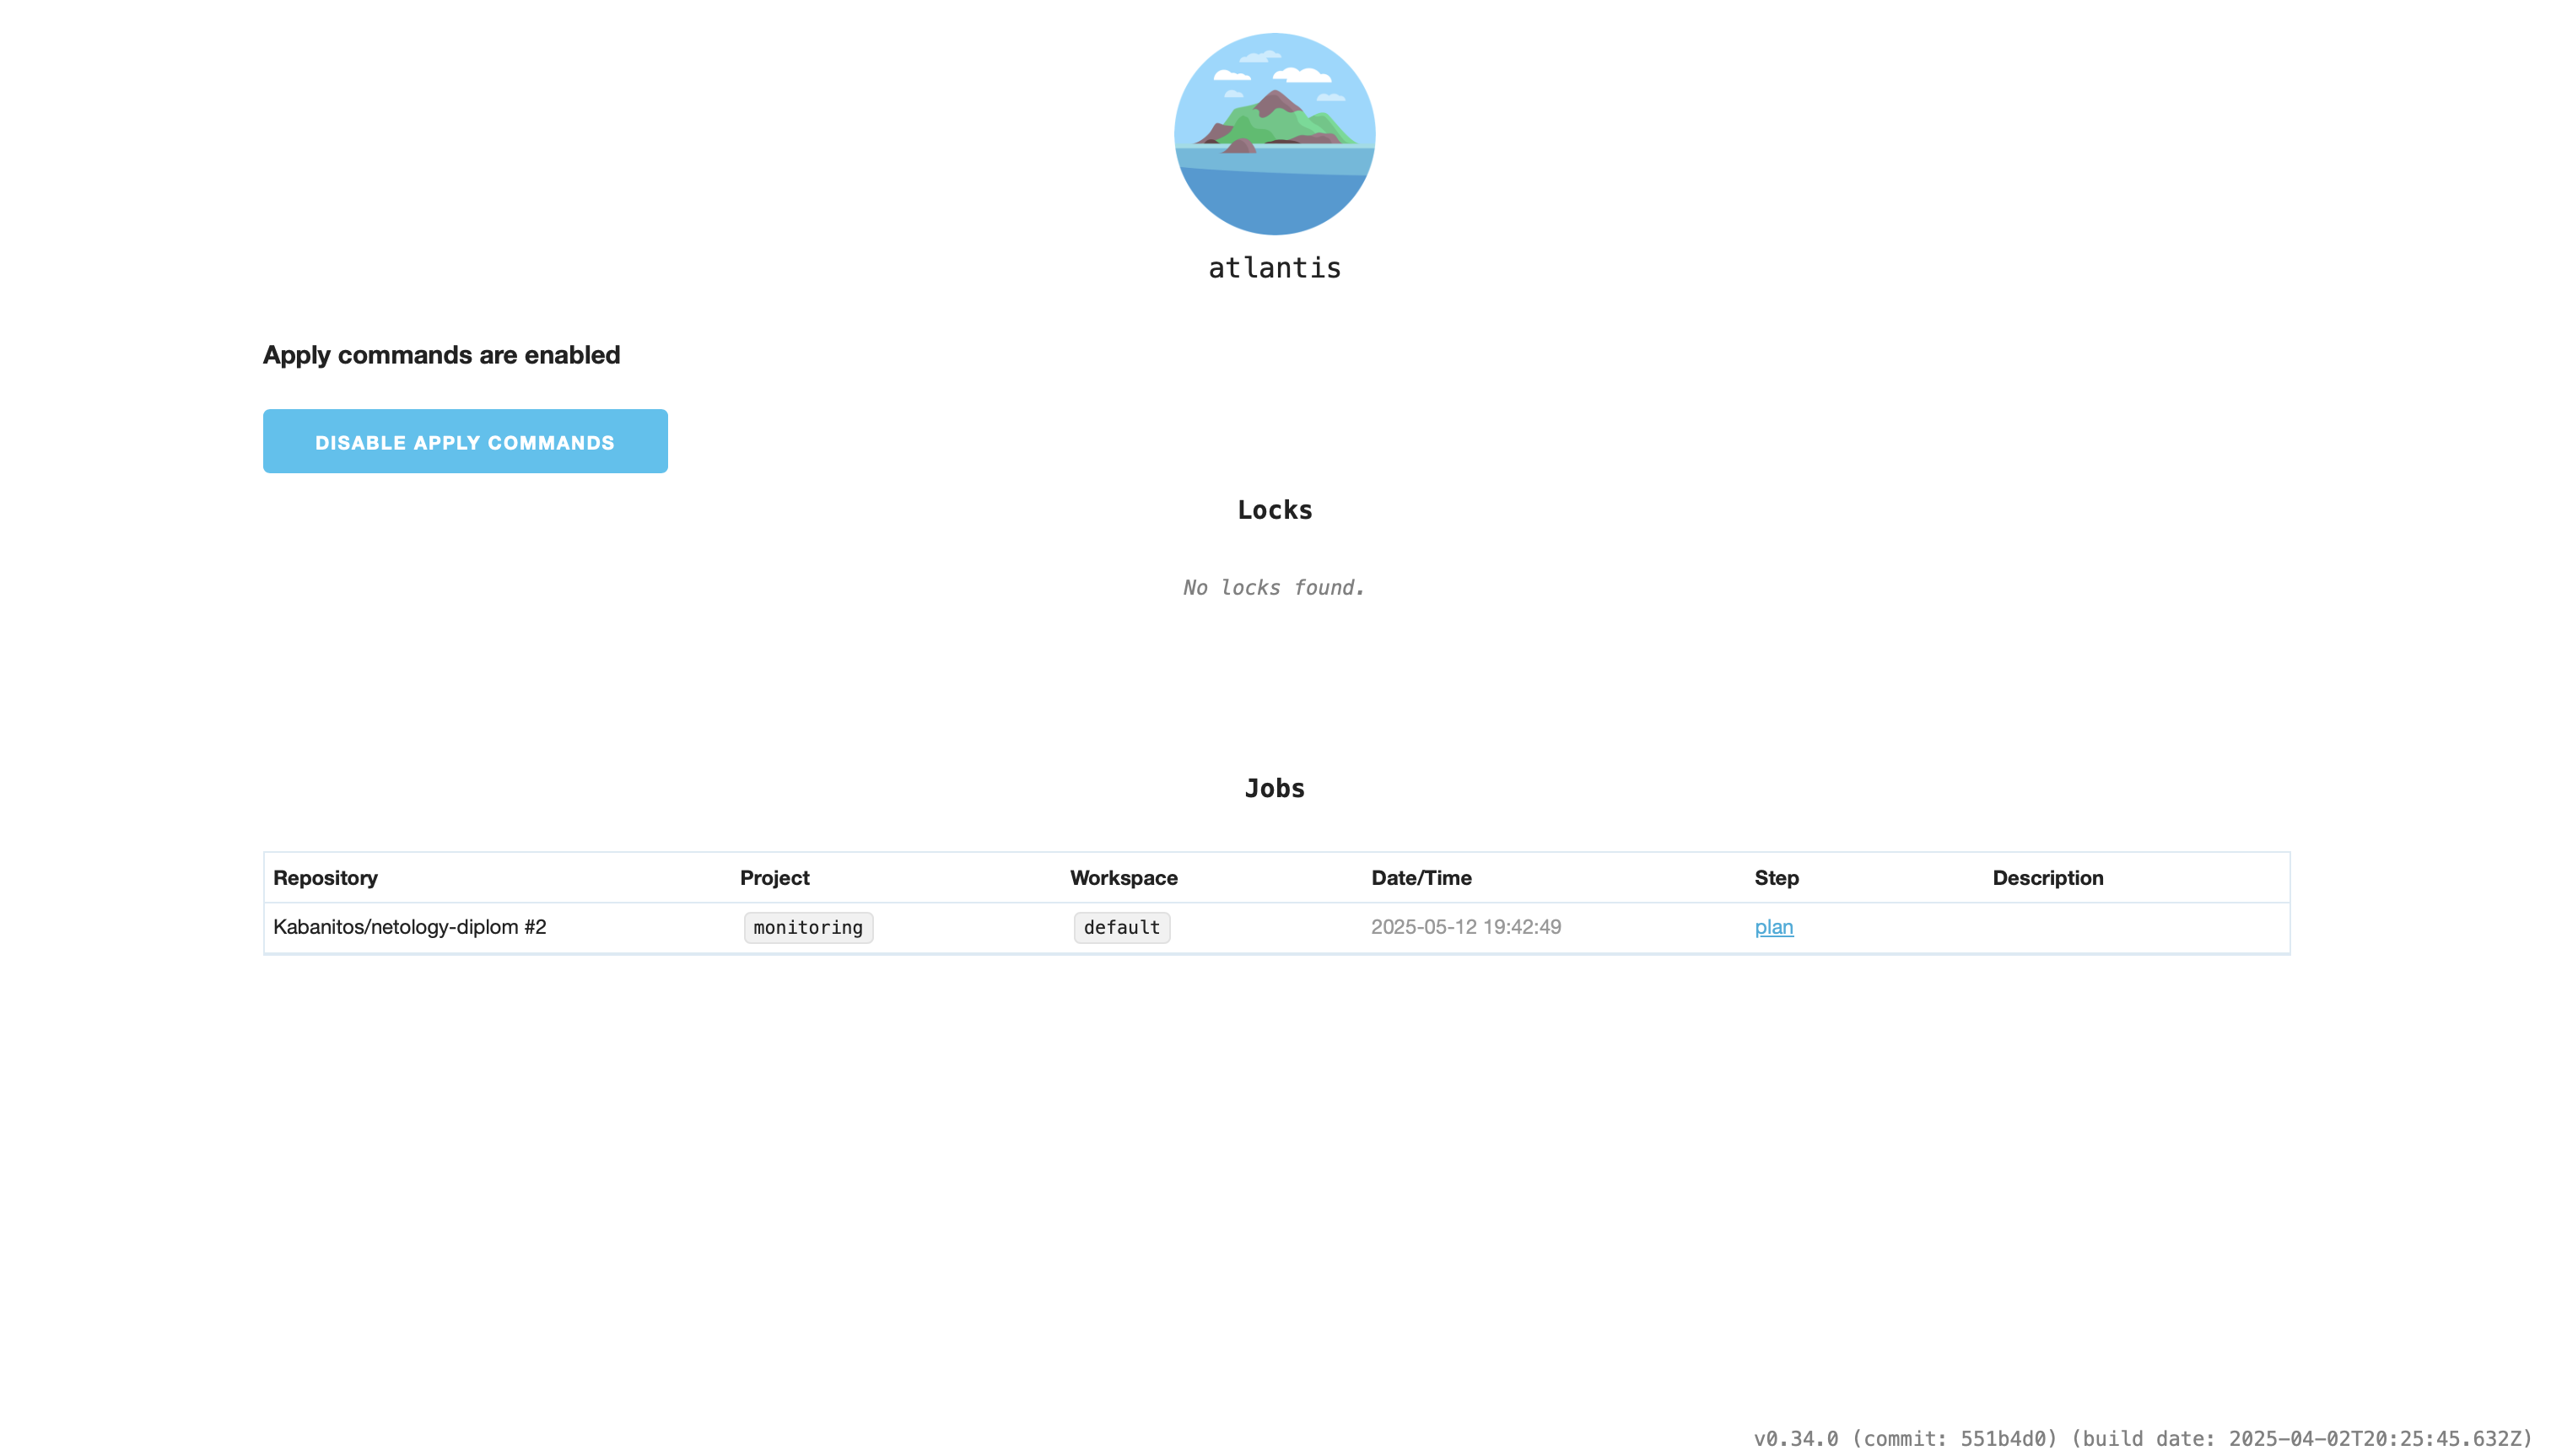 atlantis
Apply commands are enabled
DISABLE APPLY COMMANDS
Locks
No locks found.
Jobs
Repository Project Workspace Date/Time Step Description
Kabanitos/netology-diplom #2 monitoring default 2025-05-12 19:42:49 plan
v0.34.0 (commit: 551b4d0) (build date: 2025-04-02T20:25:45.632Z)